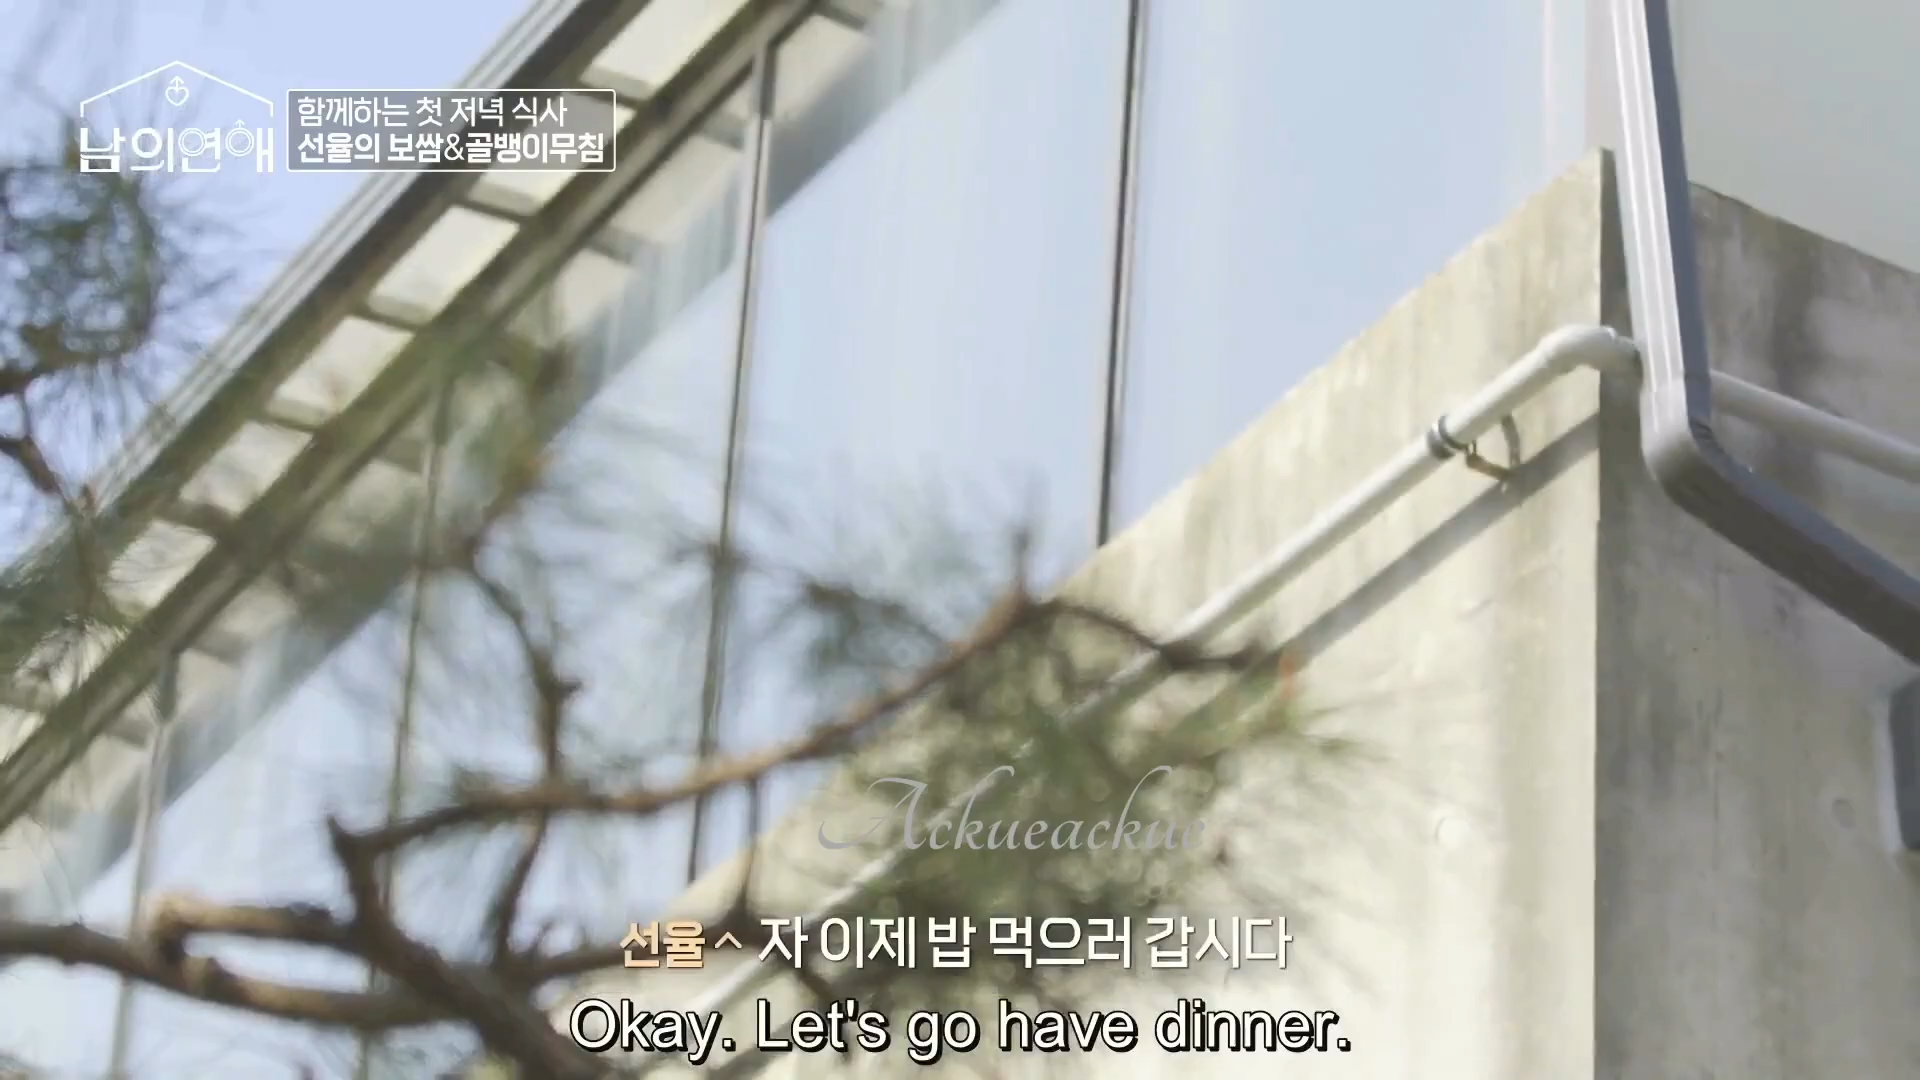 남의연애
함께하는 첫 저녁 식사
선율의 보쌈&골뱅이무침
Ackueackue
선율^ 자 이제 밥 먹으러 갑시다
Okay. Let's go have dinner.